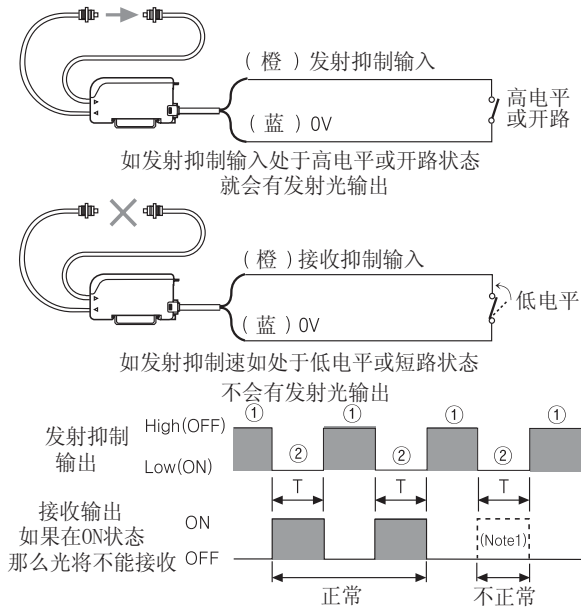 (橙)发射抑制输入
高电平
或开路
(蓝)0V
如发射抑制输入处于高电平或开路状态
就会有发射光输出
(橙)接收抑制输入
低电平
(蓝)0V
如发射抑制速如处于低电平或短路状态
不会有发射光输出
① ① ① ①
发射抑制
输出
High(OFF)
② ② ②
Low(ON)
T T T
接收输出
如果在ON状态
那么光将不能接收
ON
(Note1)
OFF
正常 不正常